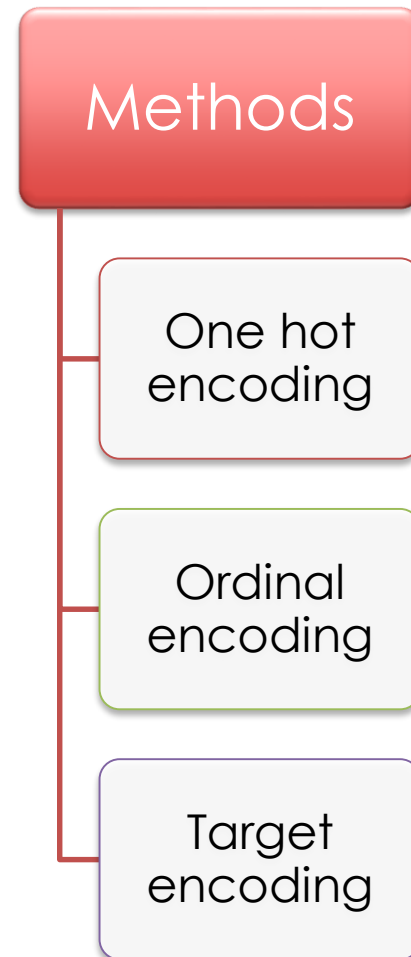 Methods
One hot
encoding
Ordinal
encoding
Target
encoding